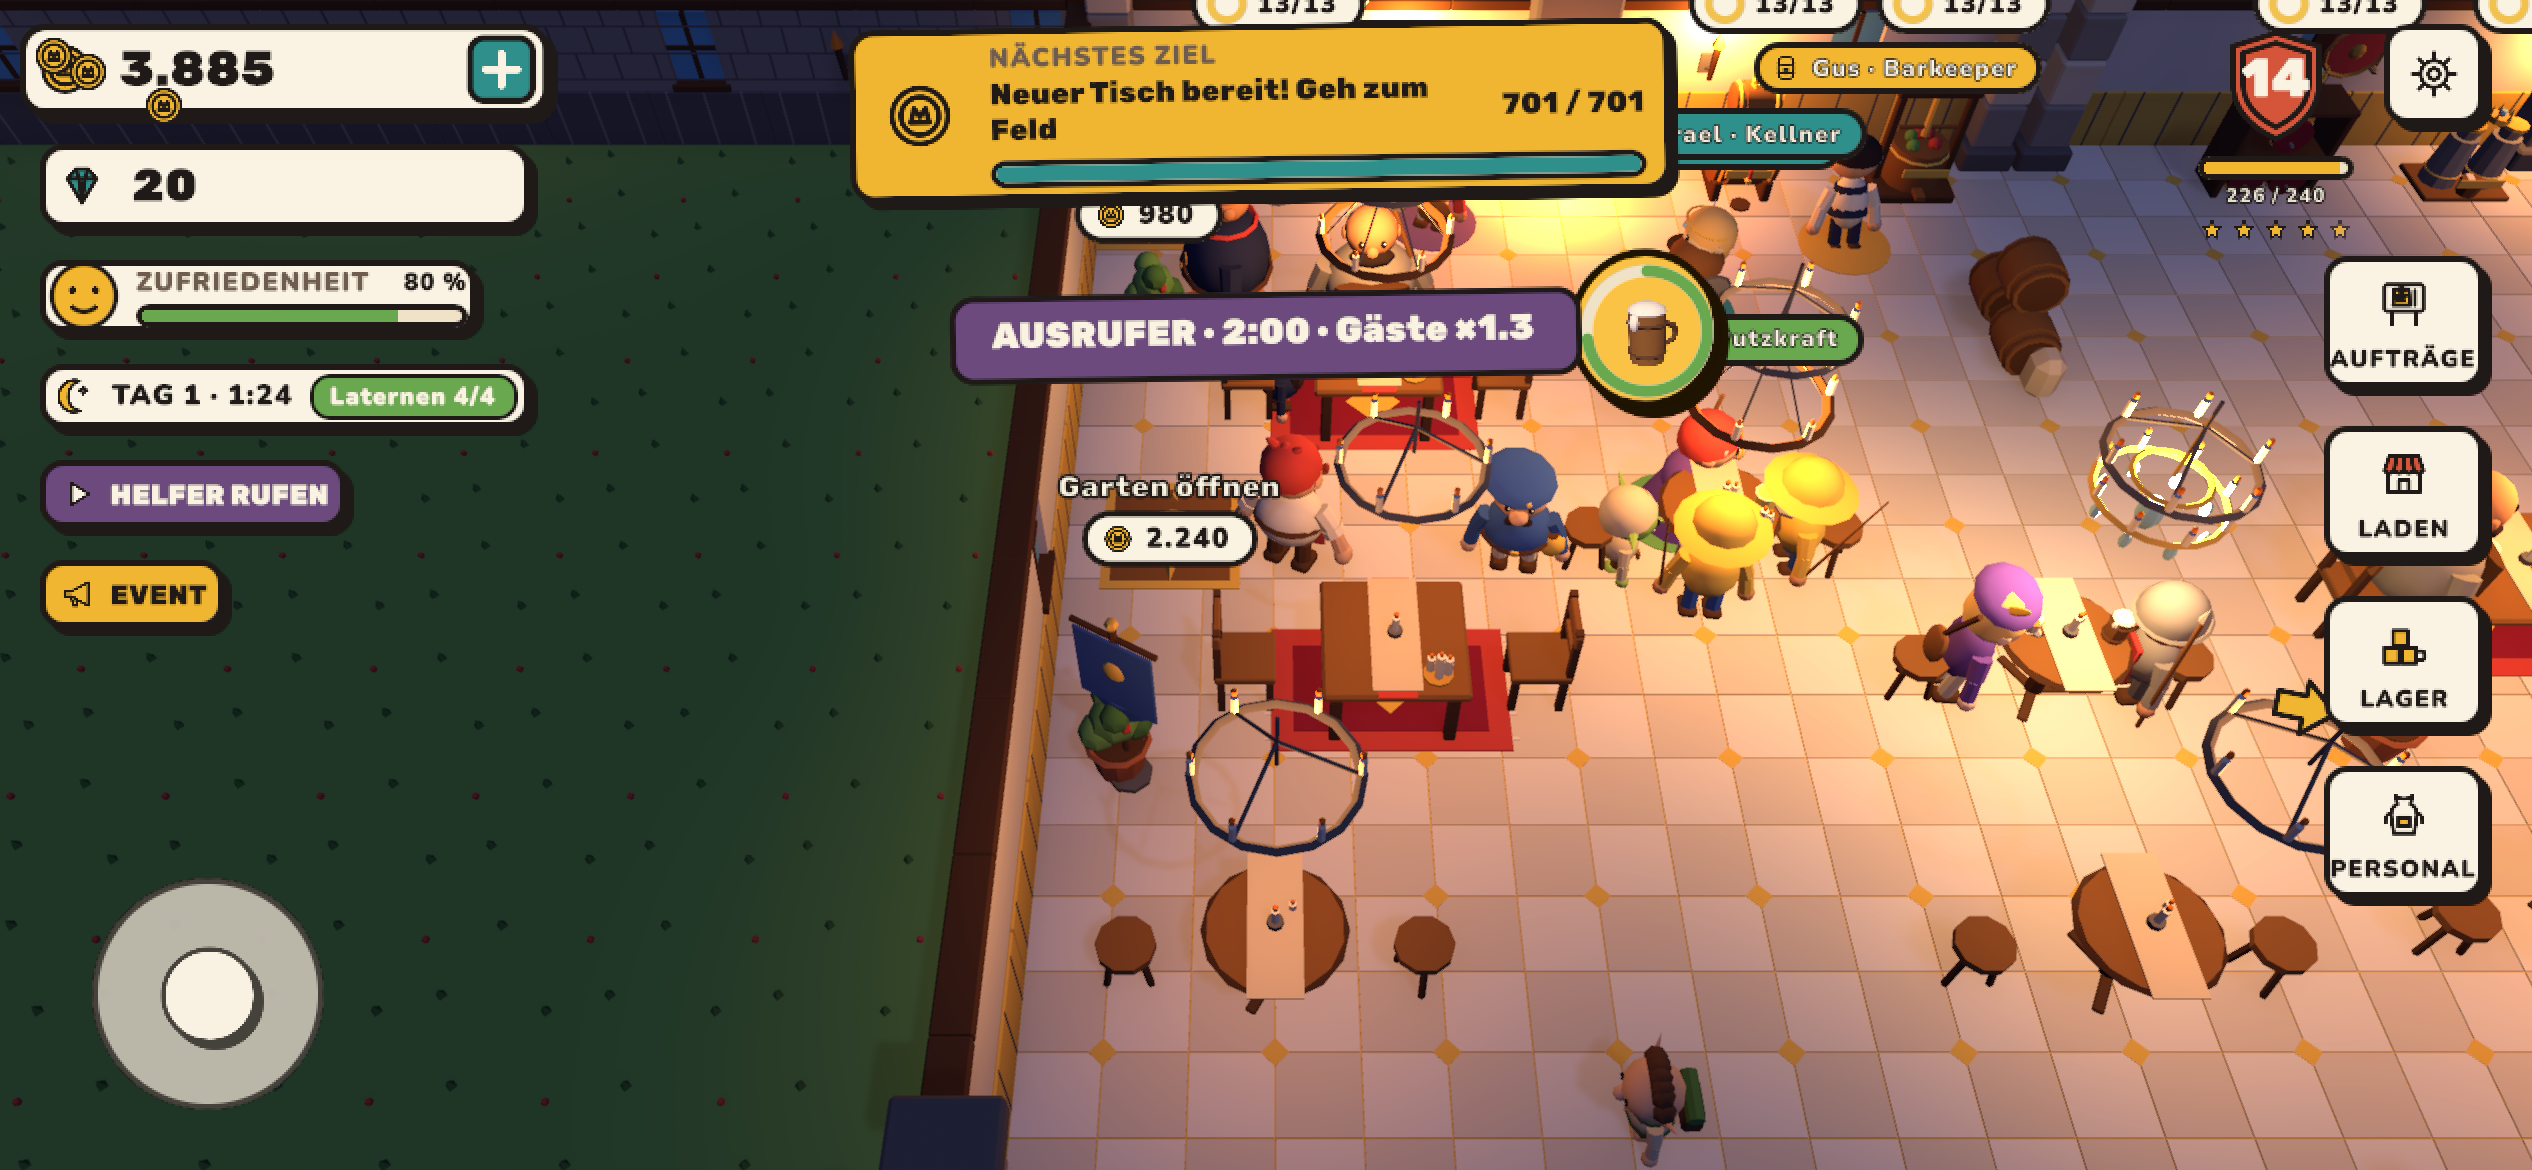 13/13
13/13
13/13
13/13
3.885
NÄCHSTES ZIEL
Neuer Tisch bereit! Geh zum
Feld
701 / 701
Gus · Barkeeper
14
rael · Kellner
20
226 / 240
980
ZUFRIEDENHEIT 80 %
AUSRUFER · 2:00 · Gäste ×1.3
utzkraft
AUFTRÄGE
TAG 1 · 1:24
Laternen 4/4
HELFER RUFEN
Garten öffnen
2.240
LADEN
EVENT
LAGER
PERSONAL